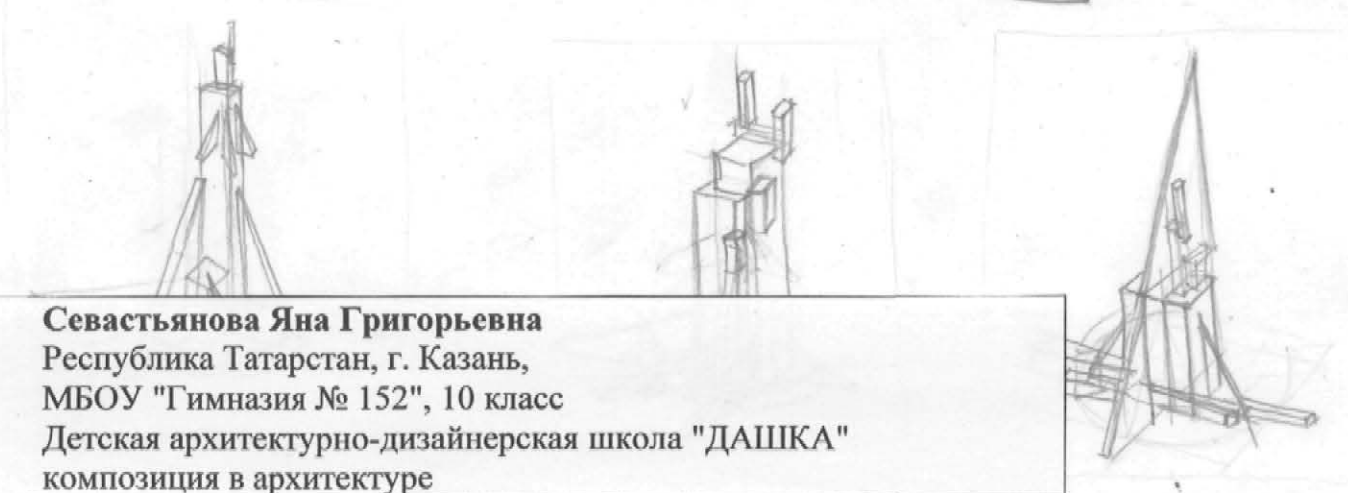 Севастьянова Яна Григорьевна
Республика Татарстан, г. Казань,
МБОУ "Гимназия № 152", 10 класс
Детская архитектурно-дизайнерская школа "ДАШКА"
композиция в архитектуре